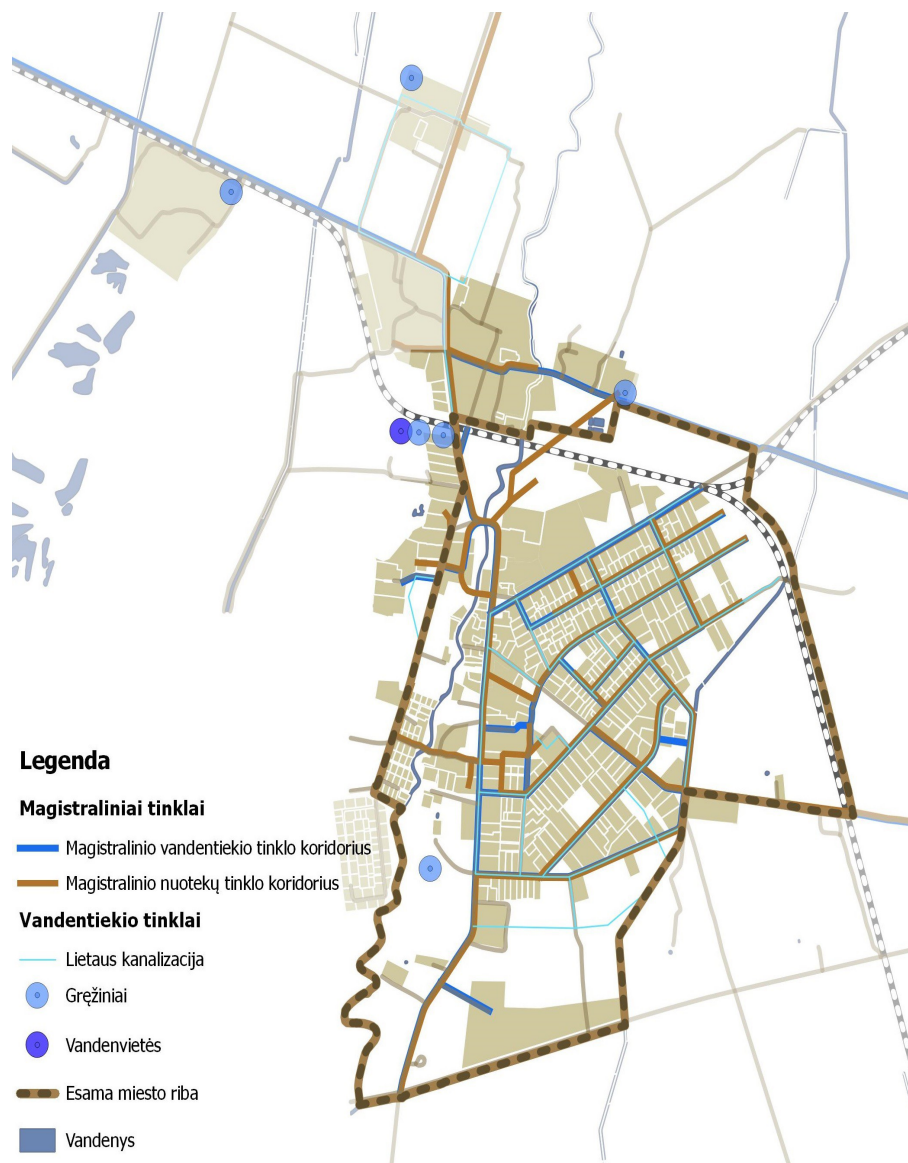 Legenda
Magistraliniai tinklai
Magistralinio vandentiekio tinklo koridorius
Magistralinio nuotekų tinklo koridorius
Vandentiekio tinklai
Lietaus kanalizacija
Gręžiniai
Vandenvietės
Esama miesto riba
Vandenys